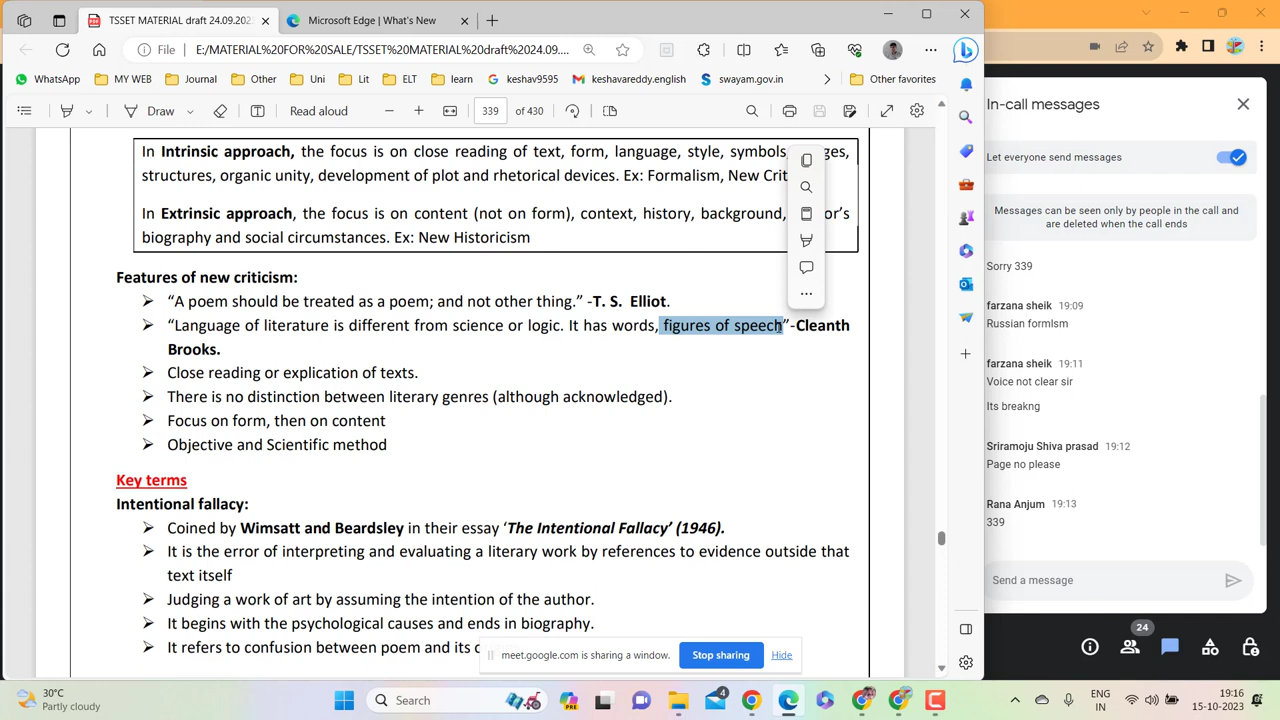 TSSET MATERIAL draft 24.09.202
Microsoft Edge | What's New
File
E:/MATERIAL%20FOR%20SALE/TSSET%20MATERIAL%20draft%2024.09....
WhatsApp
MY WEB
Journal
Other
Uni
Lit
ELT
learn
keshav9595
keshavareddy.english
swayam.gov.in
Other favorites
Draw
Read aloud
339
of 430
In Intrinsic approach, the focus is on close reading of text, form, language, style, symbols,
structures, organic unity, development of plot and rhetorical devices. Ex: Formalism, New
In Extrinsic approach, the focus is on content (not on form), context, history, background,
biography and social circumstances. Ex: New Historicism
Features of new criticism:
➢ “A poem should be treated as a poem; and not other thing.” -T. S. Elliot.
➢ “Language of literature is different from science or logic. It has words, figures of speech”-Cleanth
Brooks.
➢ Close reading or explication of texts.
➢ There is no distinction between literary genres (although acknowledged).
➢ Focus on form, then on content
➢ Objective and Scientific method
Key terms
Intentional fallacy:
➢ Coined by Wimsatt and Beardsley in their essay ‘The Intentional Fallacy’ (1946).
➢ It is the error of interpreting and evaluating a literary work by references to evidence outside that
text itself
➢ Judging a work of art by assuming the intention of the author.
➢ It begins with the psychological causes and ends in biography.
➢ It refers to confusion between poem and its
meet.google.com is sharing a window.
Stop sharing
Hide
In-call messages
Let everyone send messages
Messages can be seen only by people in the call and
are deleted when the call ends
Sorry 339
farzana sheik 19:09
Russian formlsm
farzana sheik 19:11
Voice not clear sir
Its breakng
Sriramoju Shiva prasad 19:12
Page no please
Rana Anjum 19:13
339
Send a message
24
30°C
Partly cloudy
Search
PRE
4
ENG
IN
19:16
15-10-2023